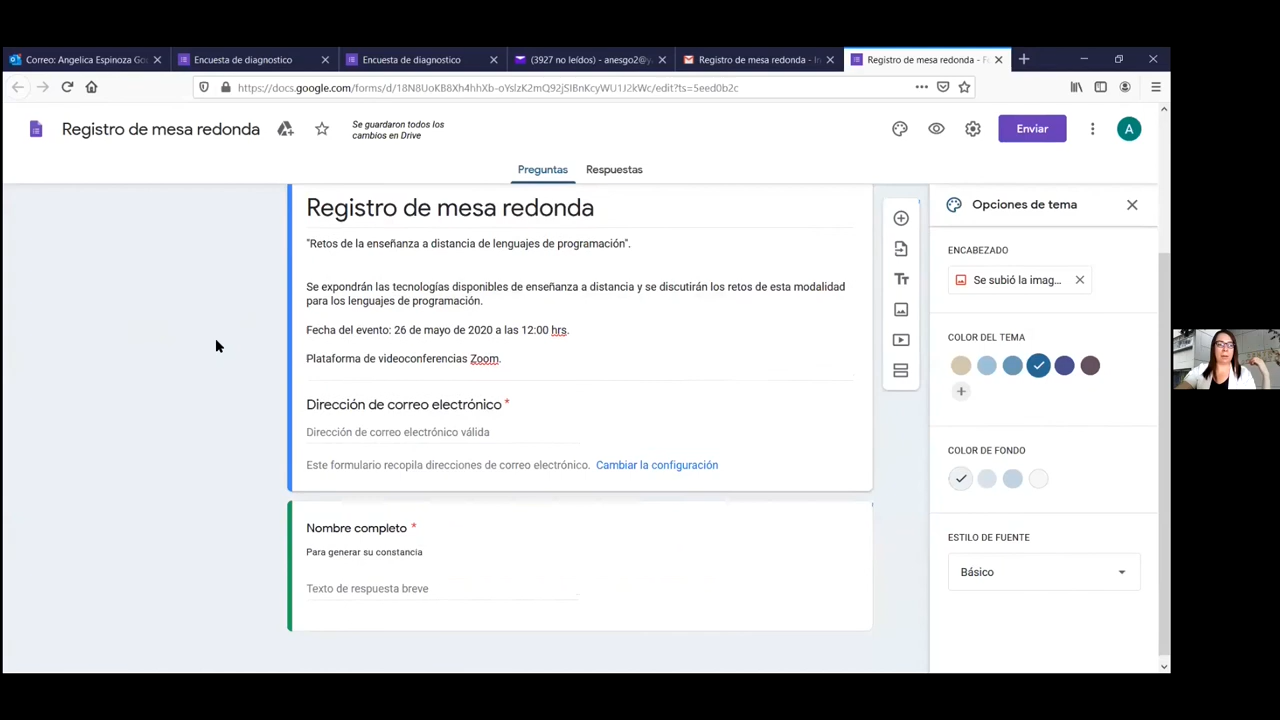 Correo: Angelica Espinoza Go
Encuesta de diagnostico
Encuesta de diagnostico
(3927 no leídos) - anesgo2@y
Registro de mesa redonda - In
Registro de mesa redonda - F
https://docs.google.com/forms/d/18N8UoKB8Xh4hhXb-oYslzK2mQ92jSIBnKcyWU1J2kWc/edit?ts=5eed0b2c
Registro de mesa redonda
Se guardaron todos los
cambios en Drive
Enviar
A
Preguntas
Respuestas
Registro de mesa redonda
"Retos de la enseñanza a distancia de lenguajes de programación".
Se expondrán las tecnologías disponibles de enseñanza a distancia y se discutirán los retos de esta modalidad
para los lenguajes de programación.
Fecha del evento: 26 de mayo de 2020 a las 12:00 hrs.
Plataforma de videoconferencias Zoom.
Dirección de correo electrónico *
Dirección de correo electrónico válida
Este formulario recopila direcciones de correo electrónico. Cambiar la configuración
Nombre completo *
Para generar su constancia
Texto de respuesta breve
Tt
Opciones de tema
ENCABEZADO
Se subió la imag...
COLOR DEL TEMA
COLOR DE FONDO
ESTILO DE FUENTE
Básico